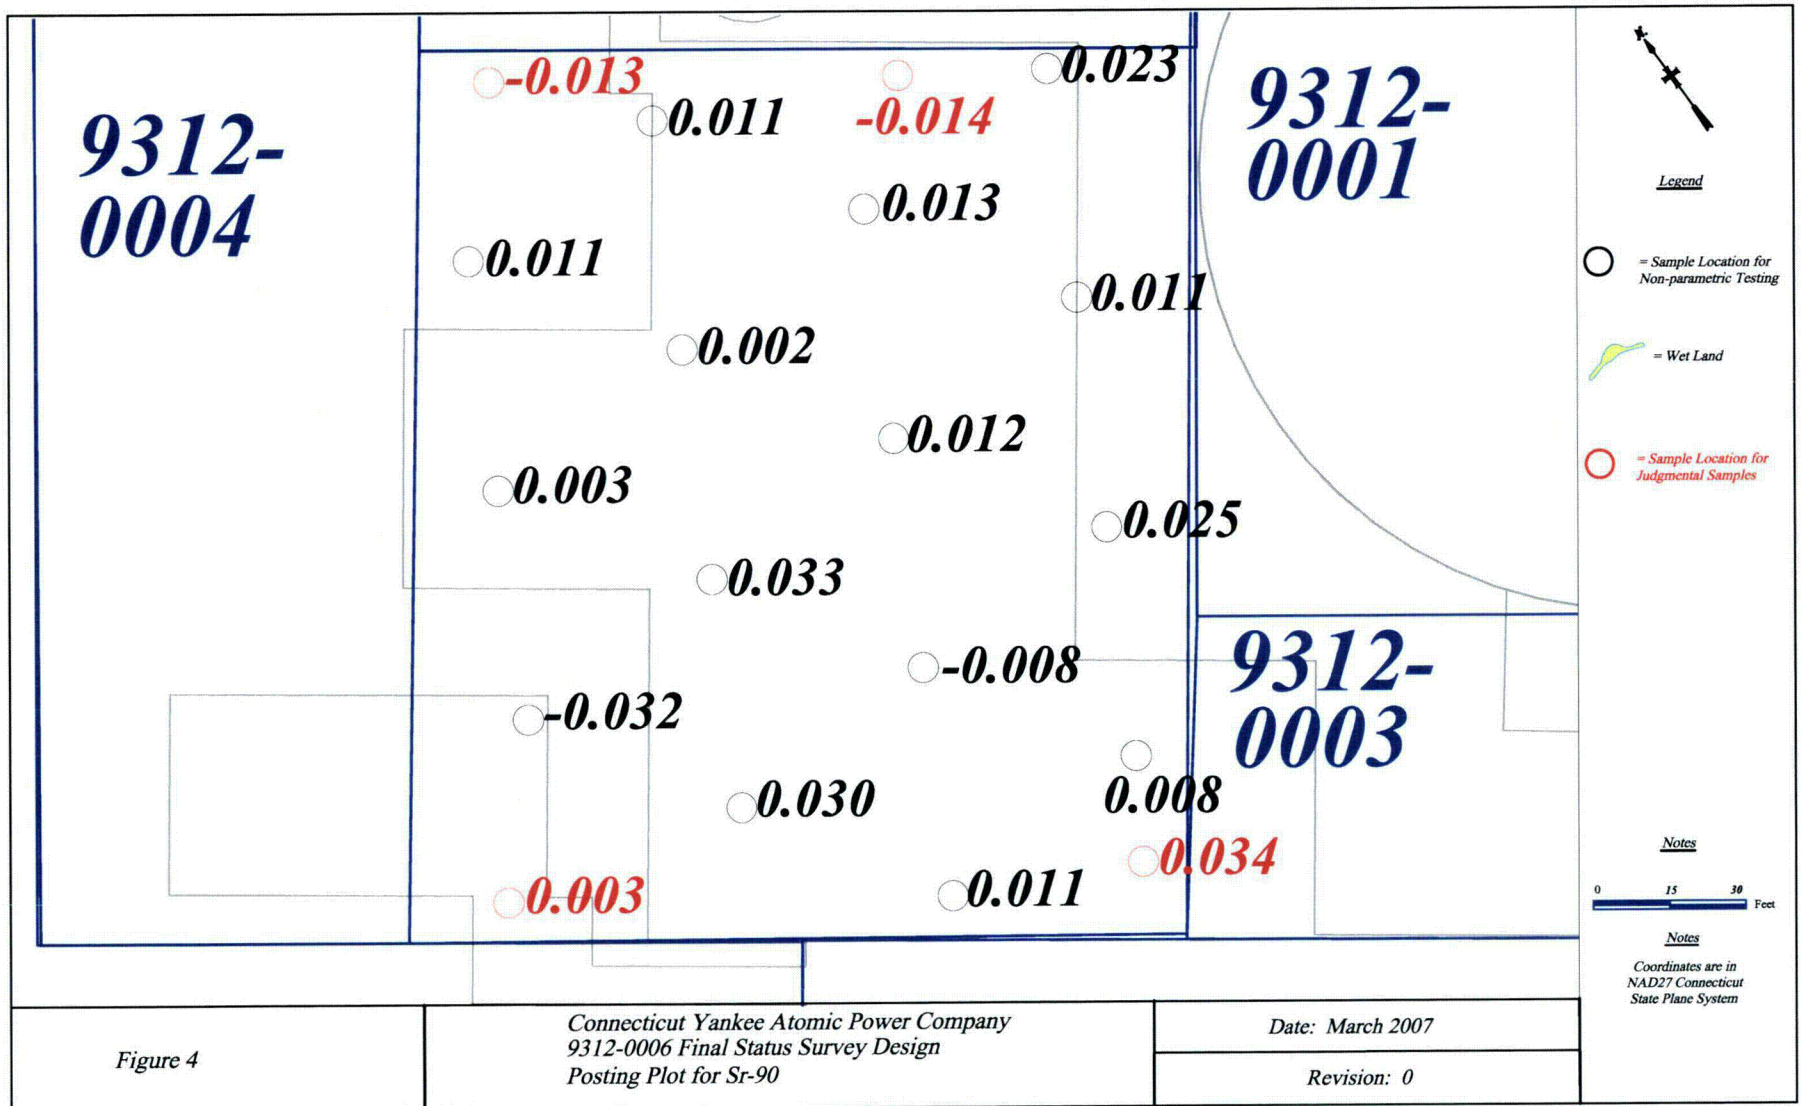 -0.013
0.011
-0.014
0.023
9312-
0004
9312-
0001
0.013
0.011
0.011
0.002
0.012
0.003
0.025
0.033
-0.008
9312-
0003
-0.032
0.008
0.030
0.034
0.003
0.011
N
Legend
= Sample Location for
Non-parametric Testing
= Wet Land
= Sample Location for
Judgmental Samples
Notes
0 15 30
Feet
Notes
Coordinates are in
NAD27 Connecticut
State Plane System
Figure 4
Connecticut Yankee Atomic Power Company
9312-0006 Final Status Survey Design
Posting Plot for Sr-90
Date: March 2007
Revision: 0